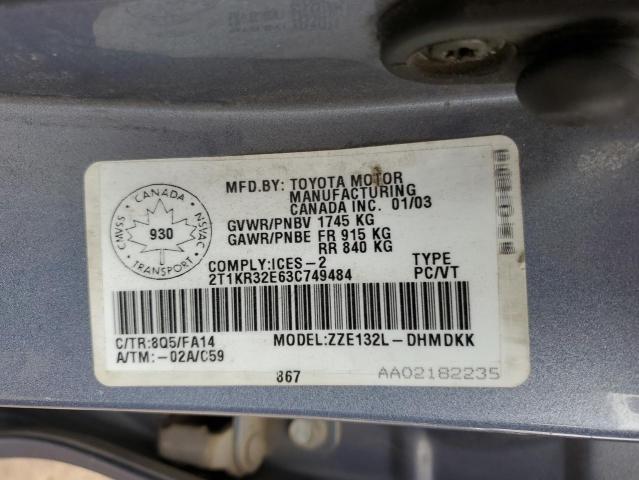 MFD.BY: TOYOTA MOTOR
MANUFACTURING
CANADA INC. 01/03
GVWR/PNBV 1745 KG
GAWR/PNBE FR 915 KG
RR 840 KG
COMPLY:ICES-2 TYPE
2T1KR32E63C749484 PC/VT
CANADA
CMVSS 930 NSVAC
TRANSPORT
C/TR:8Q5/FA14 MODEL:ZZE132L-DHMDKK
A/TM:-02A/C59
867 AA02182235